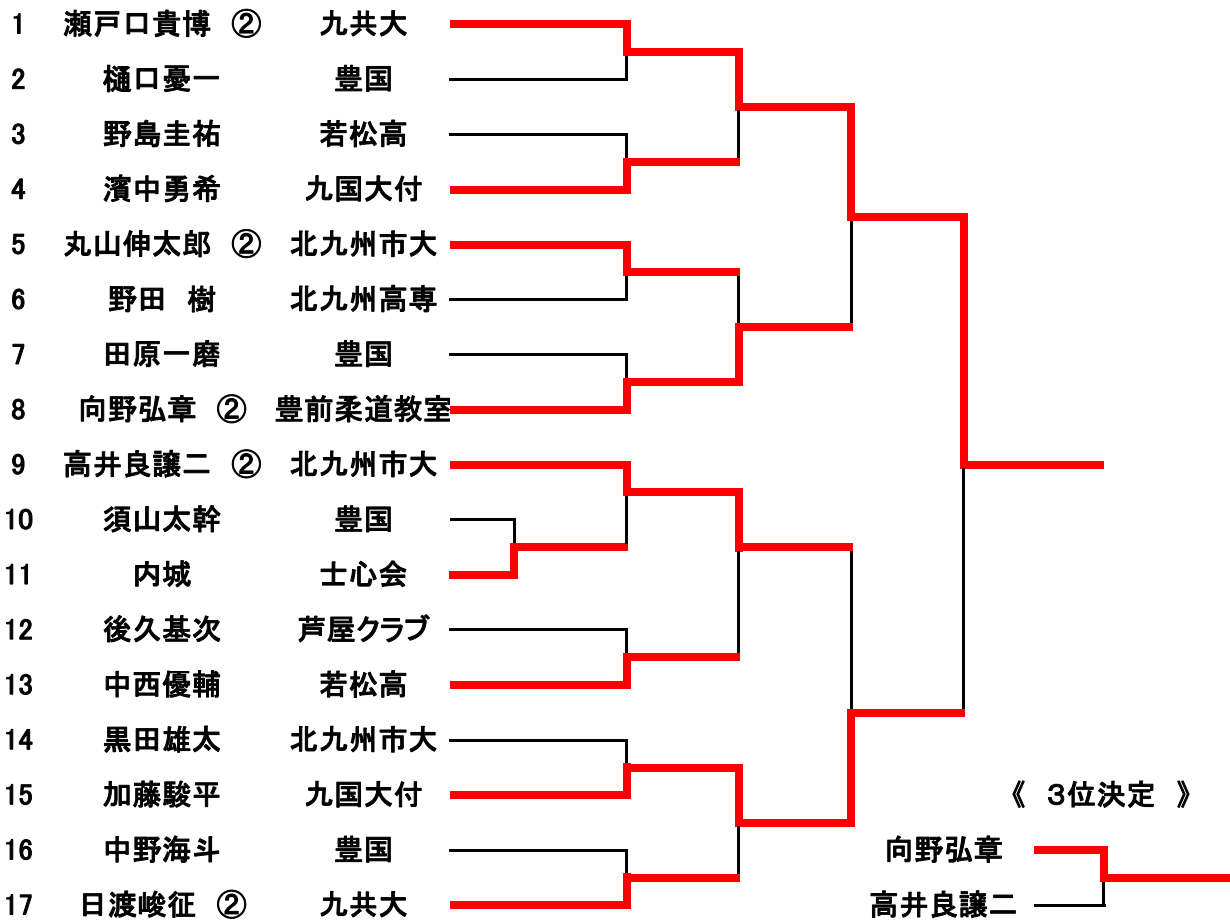 1 瀬戸口貴博 ② 九共大
2 樋口憂一 豊国
3 野島圭祐 若松高
4 濱中勇希 九国大付
5 丸山伸太郎 ② 北九州市大
6 野田 樹 北九州高専
7 田原一磨 豊国
8 向野弘章 ② 豊前柔道教室
9 高井良譲二 ② 北九州市大
10 須山太幹 豊国
11 内城 士心会
12 後久基次 芦屋クラブ
13 中西優輔 若松高
14 黒田雄太 北九州市大
15 加藤駿平 九国大付
16 中野海斗 豊国
17 日渡峻征 ② 九共大
《 3位決定 》
向野弘章
高井良譲二